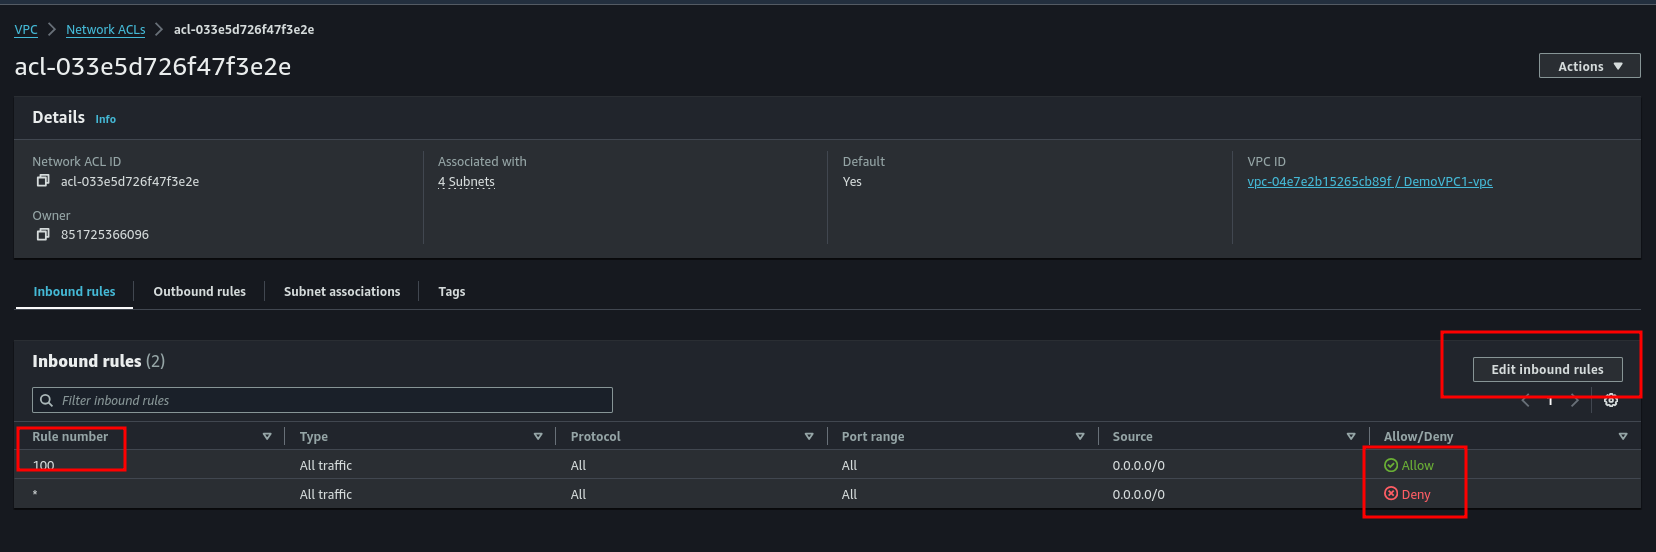 VPC > Network ACLs > acl-033e5d726f47f3e2e
acl-033e5d726f47f3e2e
Actions
Details Info
Network ACL ID
acl-033e5d726f47f3e2e
Associated with
4 Subnets
Default
Yes
VPC ID
vpc-04e7e2b15265cb89f / DemoVPC1-vpc
Owner
851725366096
Inbound rules Outbound rules Subnet associations Tags
Inbound rules (2)
Edit inbound rules
Filter inbound rules
1
Rule number Type Protocol Port range Source Allow/Deny
100 All traffic All All 0.0.0.0/0 Allow
* All traffic All All 0.0.0.0/0 Deny